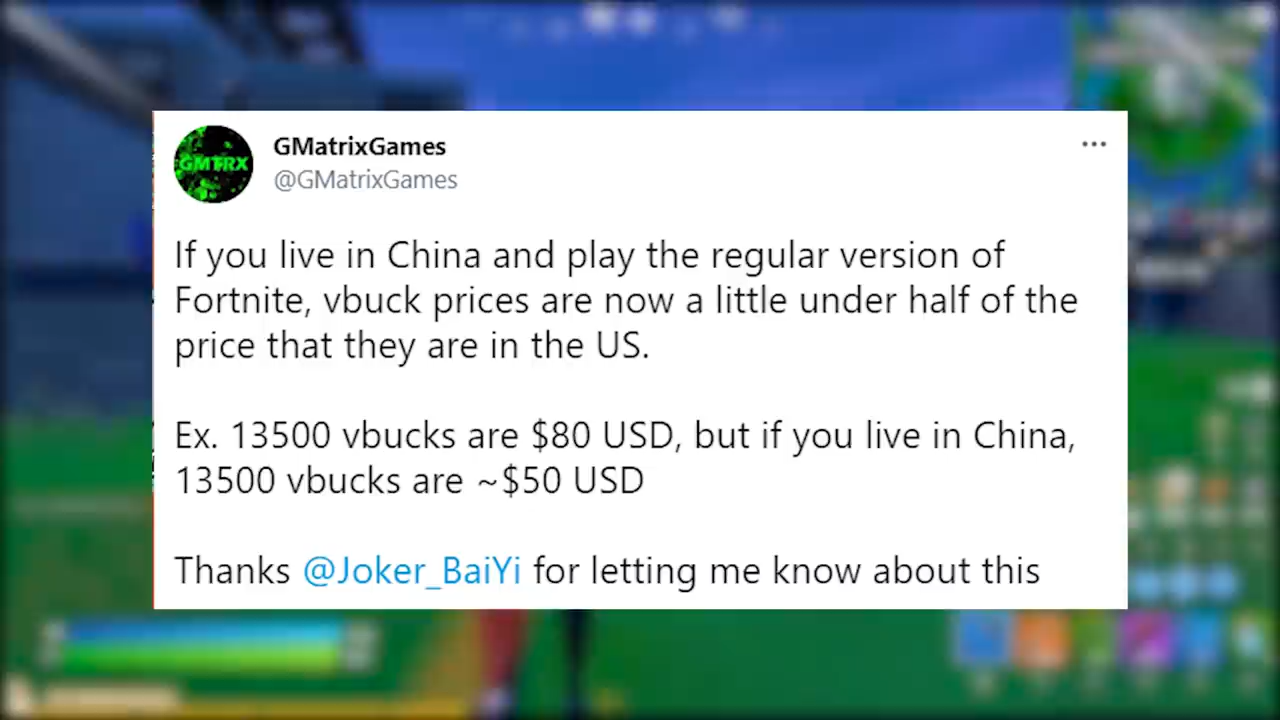 GMTRX
GMatrixGames
@GMatrixGames
If you live in China and play the regular version of
Fortnite, vbuck prices are now a little under half of the
price that they are in the US.
Ex. 13500 vbucks are $80 USD, but if you live in China,
13500 vbucks are ~$50 USD
Thanks @Joker_BaiYi for letting me know about this